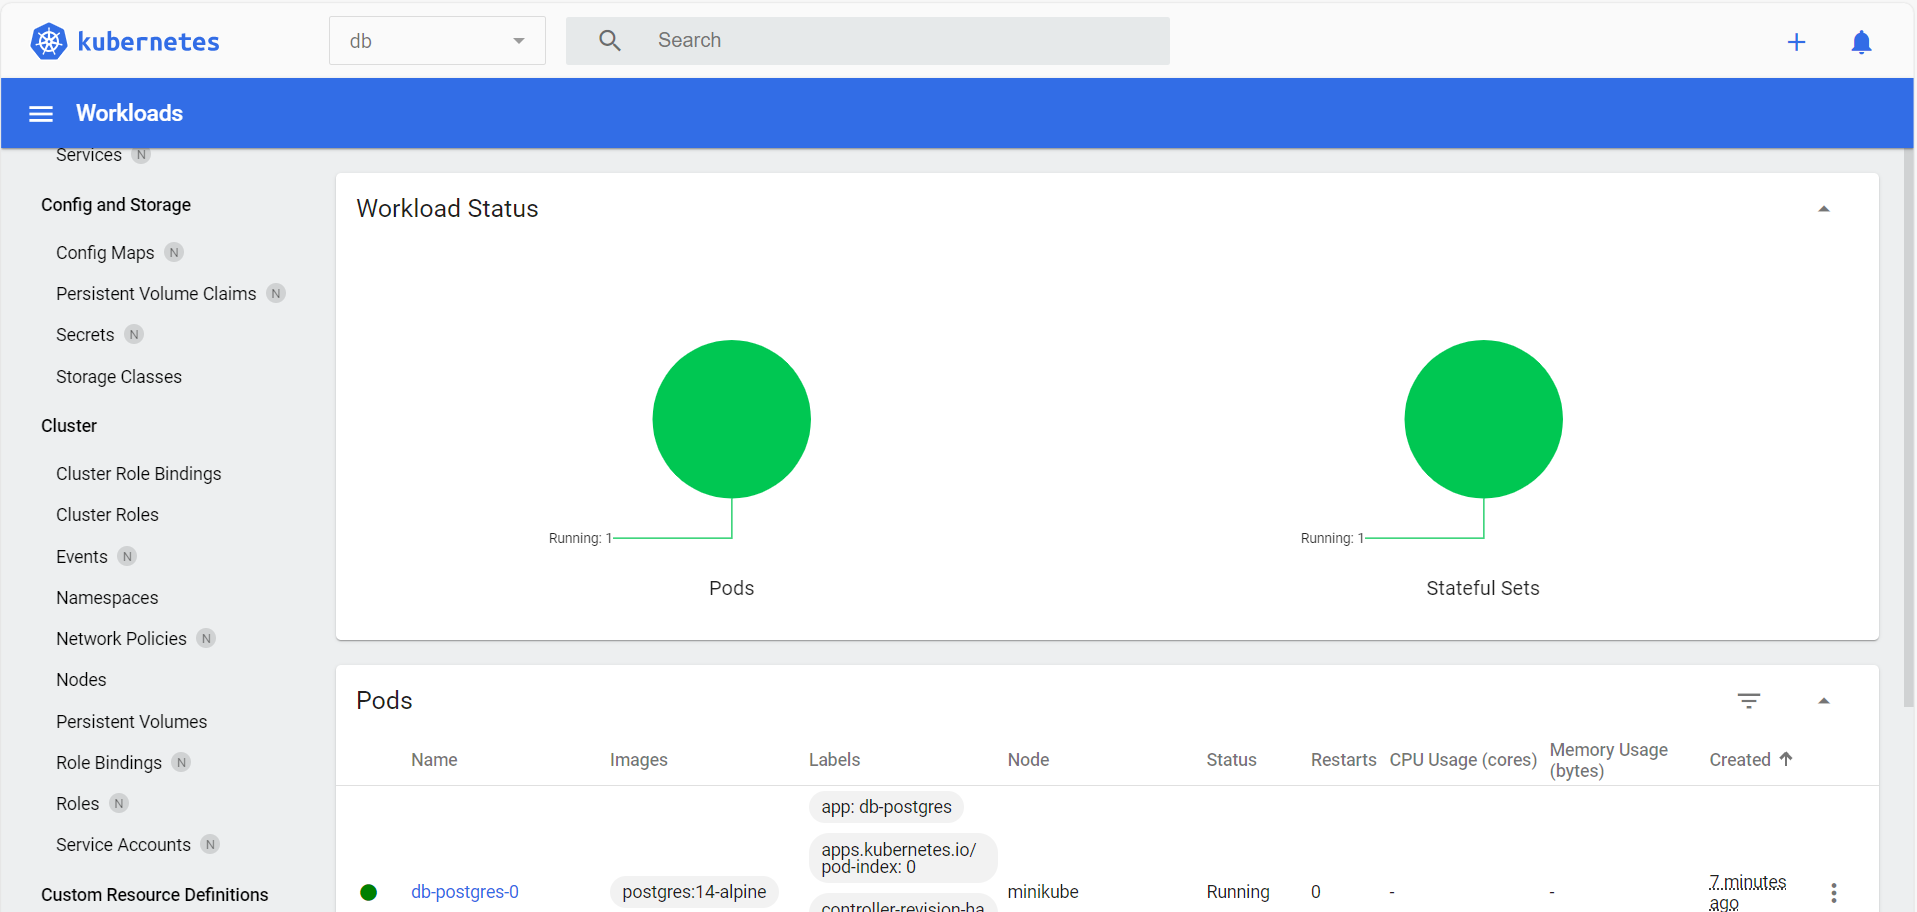 kubernetes
db
Search
Workloads
Services N
Config and Storage
Config Maps N
Persistent Volume Claims N
Secrets N
Storage Classes
Cluster
Cluster Role Bindings
Cluster Roles
Events N
Namespaces
Network Policies N
Nodes
Persistent Volumes
Role Bindings N
Roles N
Service Accounts N
Custom Resource Definitions
Workload Status
Running: 1
Pods
Running: 1
Stateful Sets
Pods
Name Images Labels Node Status Restarts CPU Usage (cores) Memory Usage
(bytes) Created
app: db-postgres
apps.kubernetes.io/
pod-index: 0
controller-revision-ha
db-postgres-0 postgres:14-alpine minikube Running 0 - - 7 minutes
ago